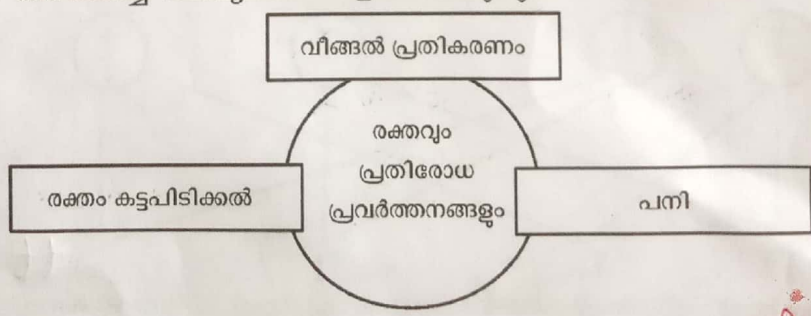 വീങ്ങൽ പ്രതികരണം
രക്തവും
പ്രതിരോധ
പ്രവർത്തനങ്ങളും
രക്തം കട്ടപിടിക്കൽ
പനി